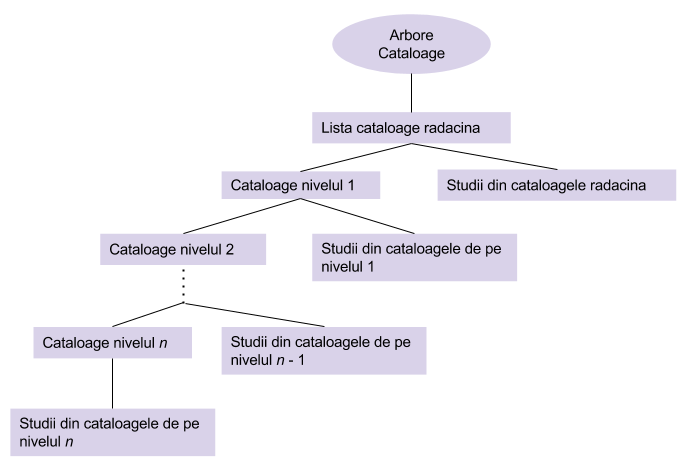 Arbore
Cataloage
Lista cataloage radacina
Cataloage nivelul 1
Studii din cataloagele radacina
Cataloage nivelul 2
Studii din cataloagele de pe
nivelul 1
Cataloage nivelul n
Studii din cataloagele de pe
nivelul n - 1
Studii din cataloagele de pe
nivelul n